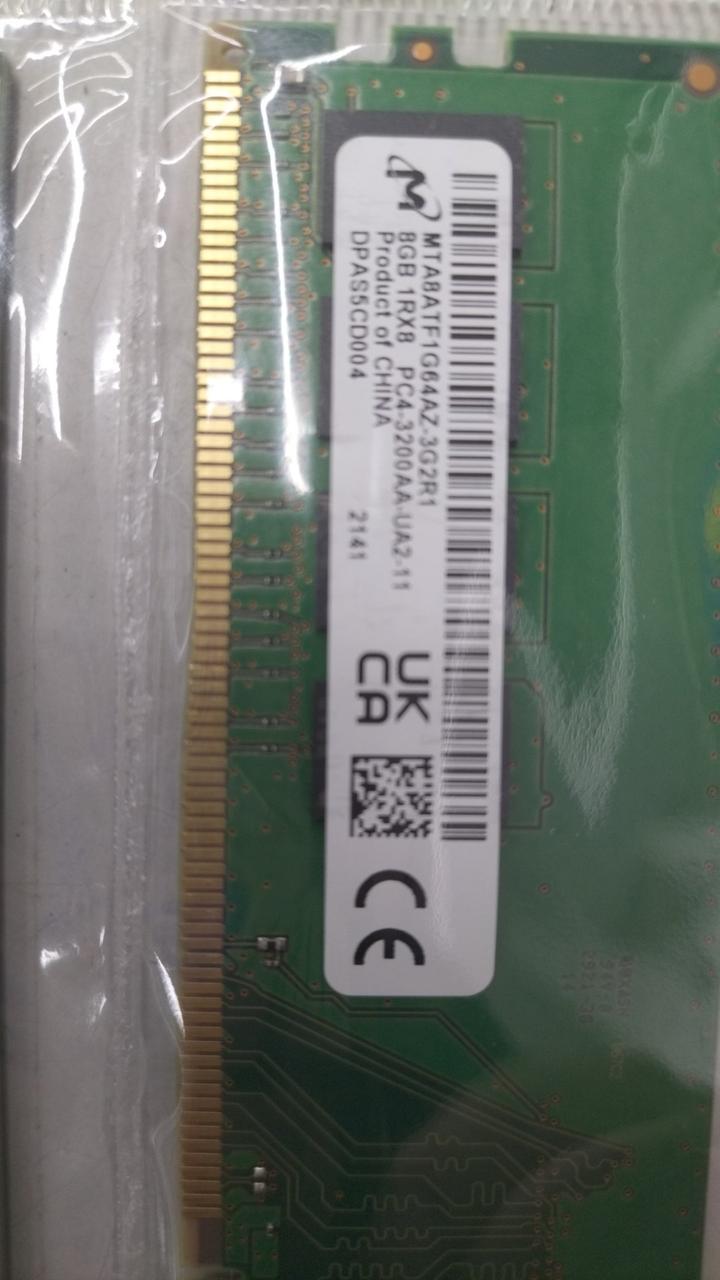 MTA8ATF1G64AZ-3G2R1
8GB 1RX8 PC4-3200AA-UA2-11
Product of CHINA
DPAS5CD004 2141
UK
CA
CE